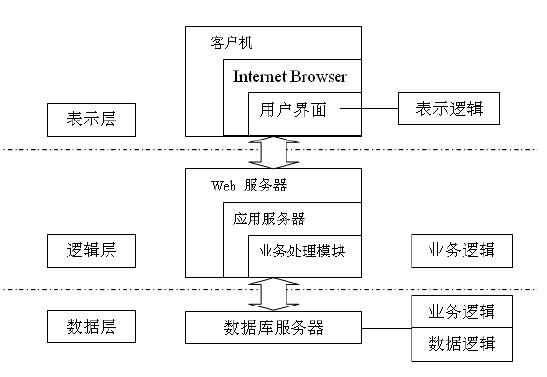 客户机
Internet Browser
用户界面
表示逻辑
表示层
Web 服务器
应用服务器
业务处理模块
逻辑层
业务逻辑
数据层
数据库服务器
业务逻辑
数据逻辑